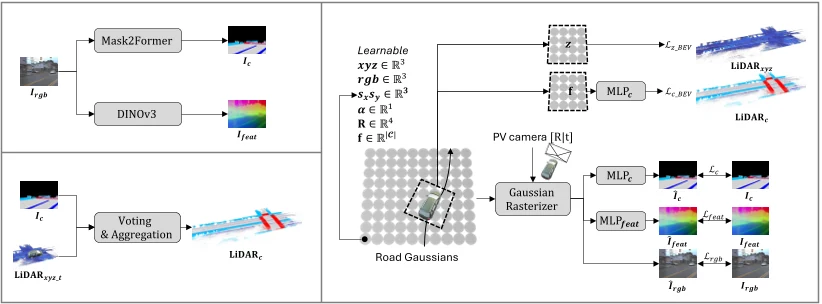 Mask2Former
I_c
I_rgb
DINOv3
I_feat
I_c
Voting
& Aggregation
LiDAR_xyz_t
LiDAR_c
Learnable
xyz ∈ ℝ³
rgb ∈ ℝ³
s_x s_y ∈ ℝ³
α ∈ ℝ¹
R ∈ ℝ⁴
f ∈ ℝ^|C|
Road Gaussians
z
ℒ_z_BEV
LiDAR_xyz
f
MLP_c
ℒ_c_BEV
LiDAR_c
PV camera [R|t]
Gaussian
Rasterizer
MLP_c
ℒ_c
Î_c
I_c
MLP_feat
ℒ_feat
Î_feat
I_feat
ℒ_rgb
Î_rgb
I_rgb